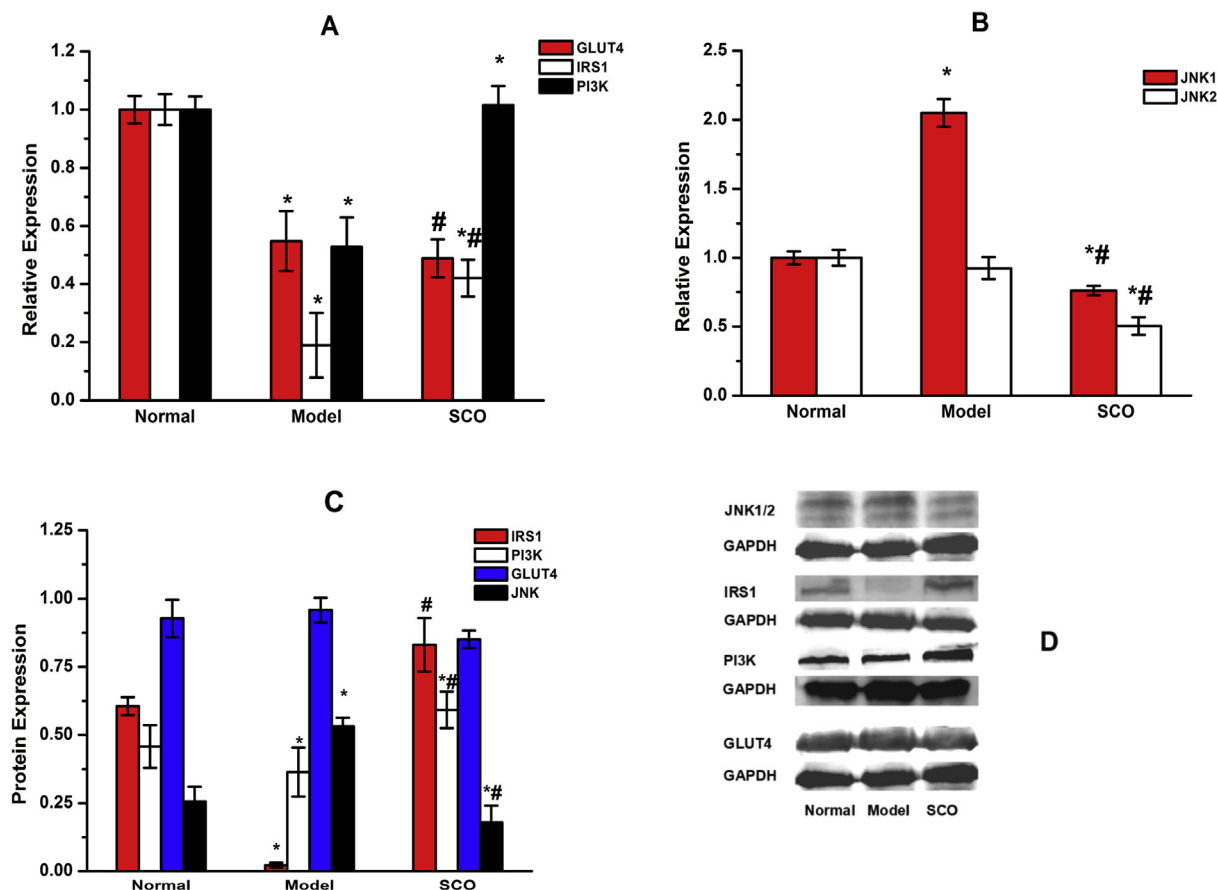 A
GLUT4
IRS1
PI3K
Relative Expression
1.2
1.0
0.8
0.6
0.4
0.2
0.0
*
*
*
#
*#
*
Normal Model SCO
B
JNK1
JNK2
Relative Expression
2.5
2.0
1.5
1.0
0.5
0.0
*
*#
*#
Normal Model SCO
C
IRS1
PI3K
GLUT4
JNK
Protein Expression
1.25
1.00
0.75
0.50
0.25
0.00
*
*
*
#
*#
*#
Normal Model SCO
JNK1/2
GAPDH
IRS1
GAPDH
D
PI3K
GAPDH
GLUT4
GAPDH
Normal Model SCO